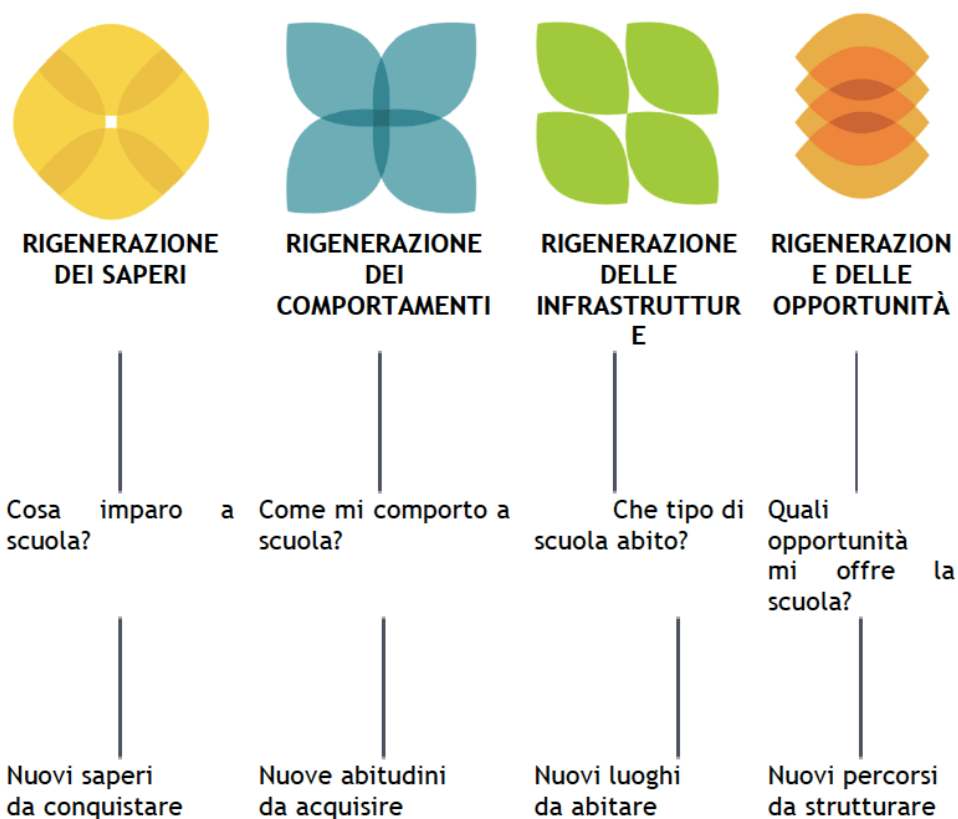 RIGENERAZIONE
DEI SAPERI
RIGENERAZIONE
DEI
COMPORTAMENTI
RIGENERAZIONE
DELLE
INFRASTRUTTUR
E
RIGENERAZION
E DELLE
OPPORTUNITÀ
Cosa imparo a
scuola?
Come mi comporto a
scuola?
Che tipo di
scuola abito?
Quali
opportunità
mi offre la
scuola?
Nuovi saperi
da conquistare
Nuove abitudini
da acquisire
Nuovi luoghi
da abitare
Nuovi percorsi
da strutturare